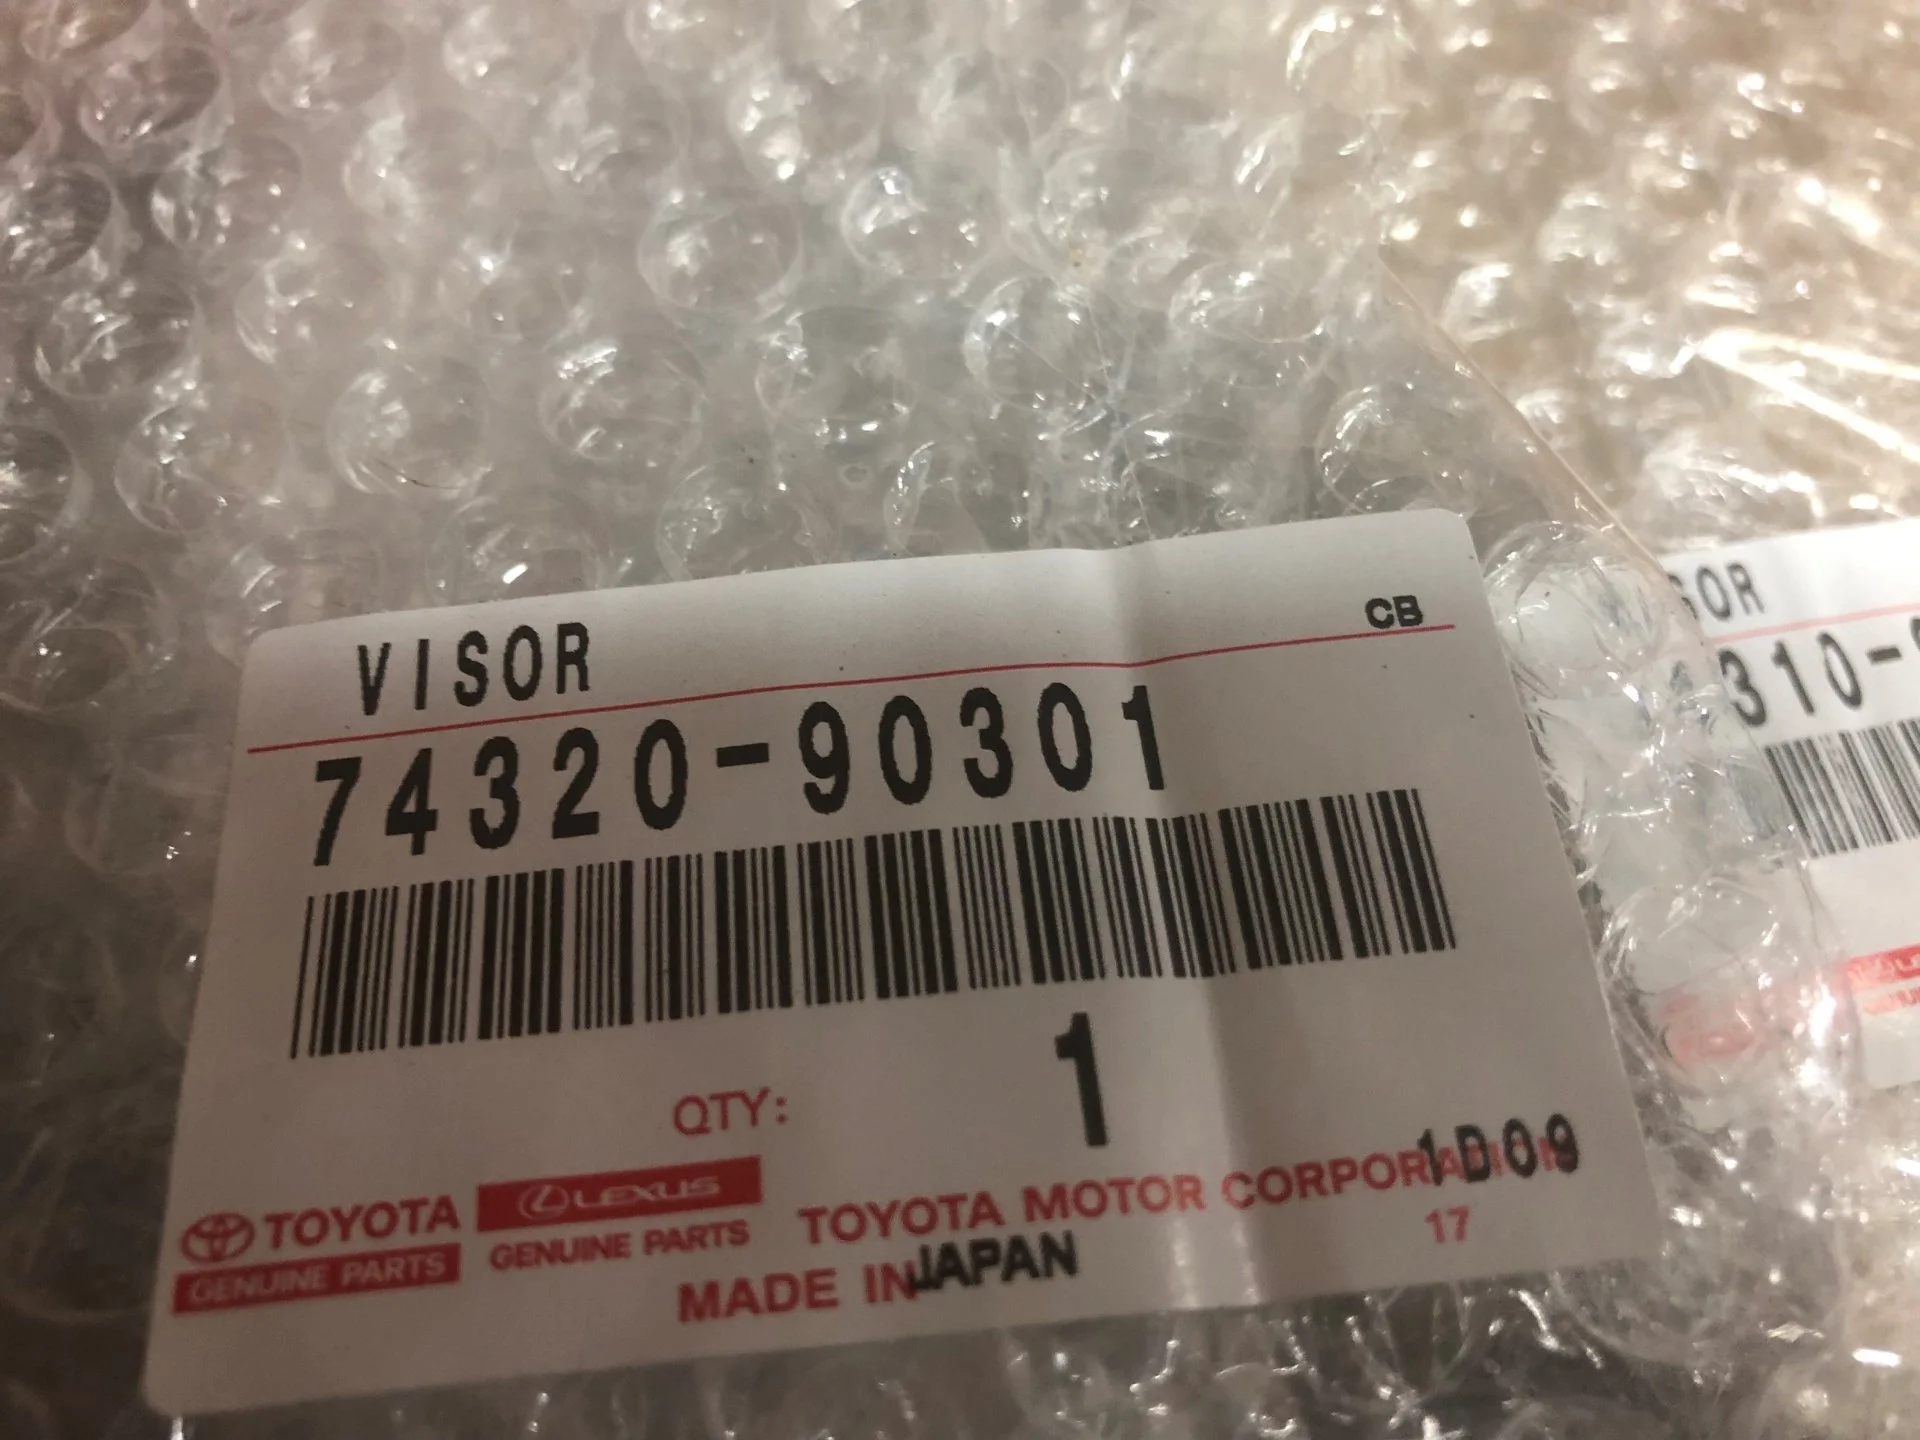 VISOR
CB
74320-90301
QTY: 1
1D09
TOYOTA
GENUINE PARTS
LEXUS
GENUINE PARTS
TOYOTA MOTOR CORPORATION
17
MADE IN JAPAN
SOR
310-